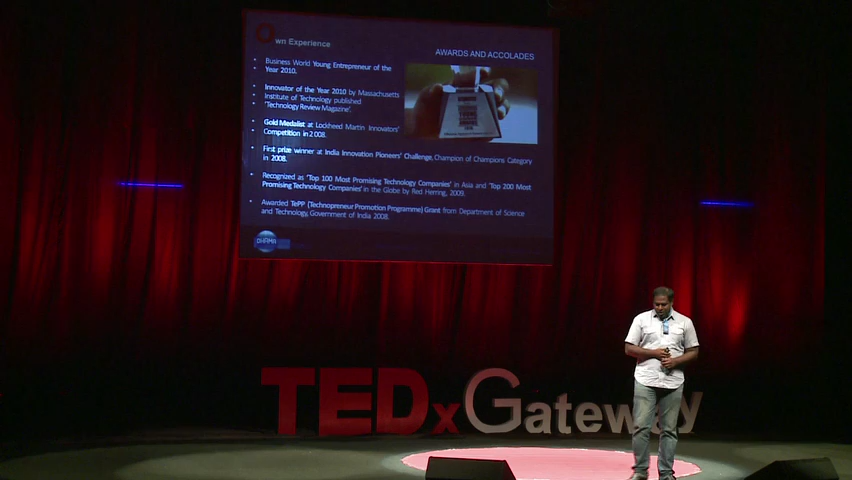 Own Experience
AWARDS AND ACCOLADES
• Business World Young Entrepreneur of the
• Year 2010.
• Innovator of the Year 2010 by Massachusetts
• Institute of Technology published
• 'Technology Review Magazine'.
• Gold Medalist at Lockheed Martin Innovators'
Competition in 2008.
• First prize winner at India Innovation Pioneers' Challenge, Champion of Champions Category
in 2008.
• Recognized as 'Top 100 Most Promising Technology Companies' in Asia and 'Top 200 Most
Promising Technology Companies' in the Globe by Red Herring, 2009.
• Awarded TePP (Technopreneur Promotion Programme) Grant from Department of Science
and Technology, Government of India 2008.
DHAMA
TEDxGateway